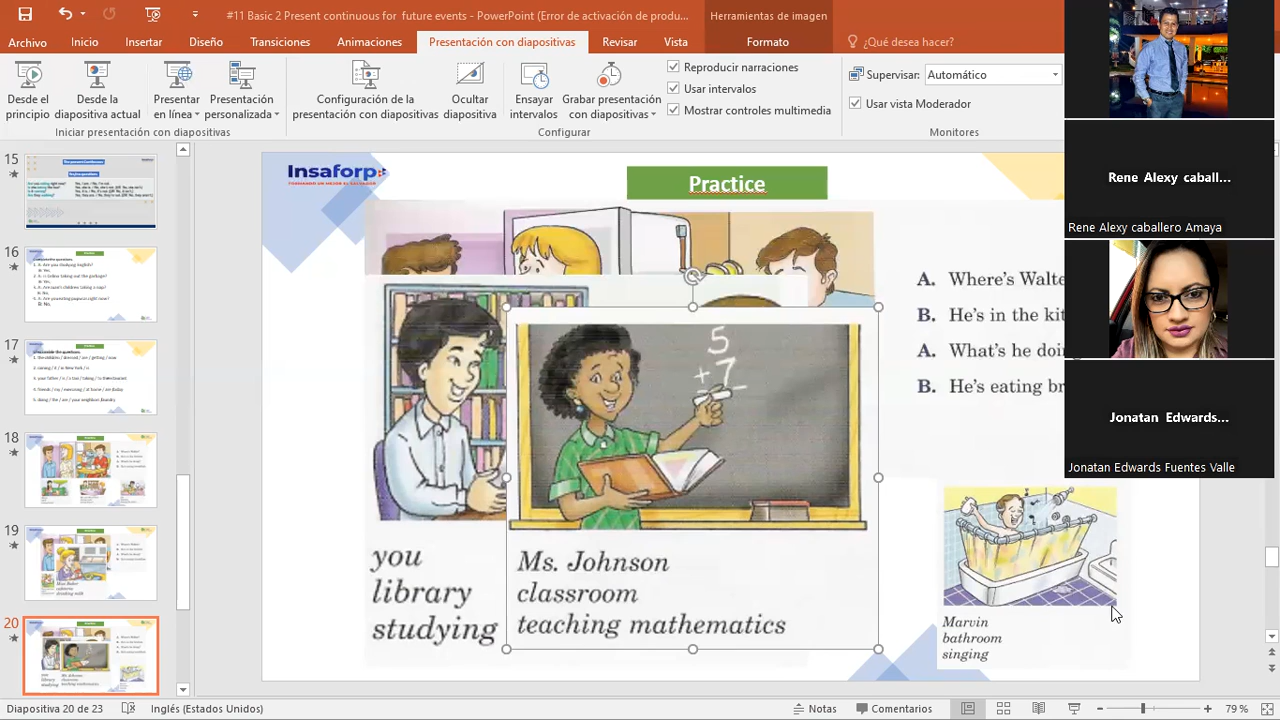 #11 Basic 2 Present continuous for future events - PowerPoint (Error de activación de produ...
Herramientas de imagen
Archivo
Inicio
Insertar
Diseño
Transiciones
Animaciones
Presentación con diapositivas
Revisar
Vista
Formato
¿Qué desea hacer?
Desde el principio
Desde la diapositiva actual
Presentar en línea
Presentación personalizada
Configuración de la presentación con diapositivas
Ocultar diapositiva
Ensayar intervalos
Grabar presentación con diapositivas
Reproducir narraciones
Usar intervalos
Mostrar controles multimedia
Supervisar: Automático
Usar vista Moderador
Iniciar presentación con diapositivas
Configurar
Monitores
Rene Alexy caball...
Rene Alexy caballero Amaya
Jonatan Edwards...
Jonatan Edwards Fuentes Valle
15
16
17
18
19
20
Insaforp
FORMANDO UN MEJOR EL SALVADOR
Practice
A. Where's Walte
B. He's in the kit
A. What's he doi
B. He's eating br
5
+ 7
you
library
studying
Ms. Johnson
classroom
teaching mathematics
Marvin
bathroom
singing
Diapositiva 20 de 23
Inglés (Estados Unidos)
Notas
Comentarios
79 %